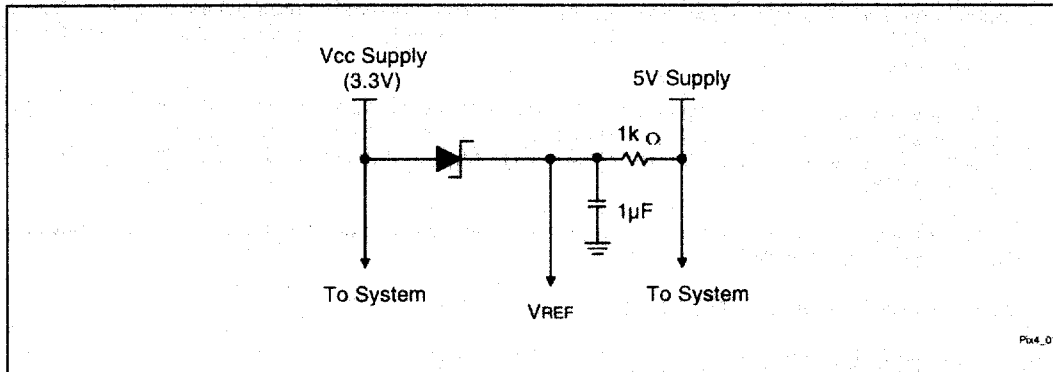 Vcc Supply
(3.3V)
5V Supply
1k Ω
1µF
To System
VREF
To System